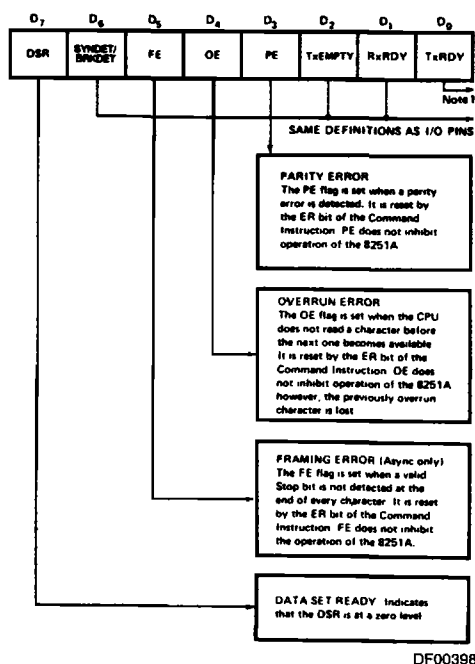 D7 D6 D5 D4 D3 D2 D1 D0
DSR SYNDET/ BRKDET FE OE PE TxEMPTY RxRDY TxRDY
Note 1
SAME DEFINITIONS AS I/O PINS
PARITY ERROR
The PE flag is set when a parity
error is detected. It is reset by
the ER bit of the Command
Instruction PE does not inhibit
operation of the 8251A
OVERRUN ERROR
The OE flag is set when the CPU
does not read a character before
the next one becomes available
It is reset by the ER bit of the
Command Instruction OE does
not inhibit operation of the 8251A
however, the previously overrun
character is lost
FRAMING ERROR (Async only)
The FE flag is set when a valid
Stop bit is not detected at the
end of every character. It is reset
by the ER bit of the Command
Instruction FE does not inhibit
the operation of the 8251A.
DATA SET READY Indicates
that the DSR is at a zero level
DF00398